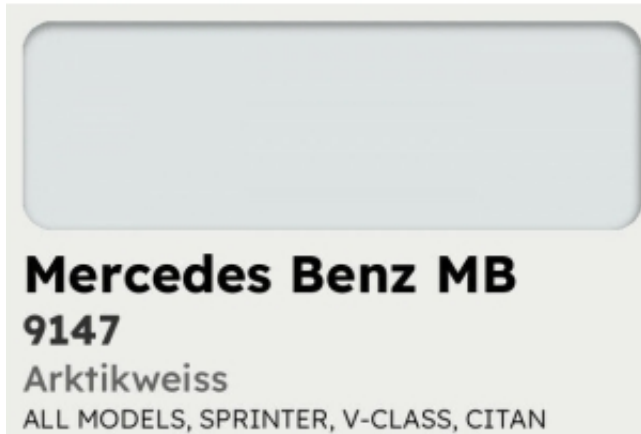 Mercedes Benz MB
9147
Arktikweiss
ALL MODELS, SPRINTER, V-CLASS, CITAN